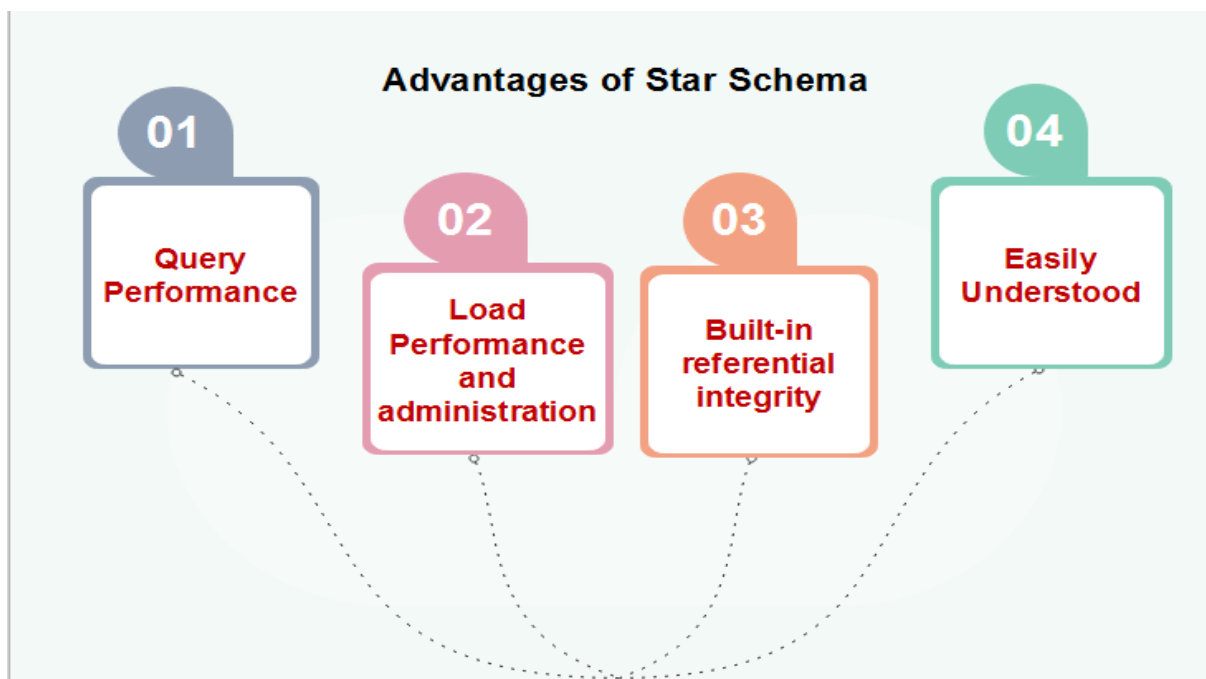 Advantages of Star Schema
01
Query
Performance
02
Load
Performance
and
administration
03
Built-in
referential
integrity
04
Easily
Understood